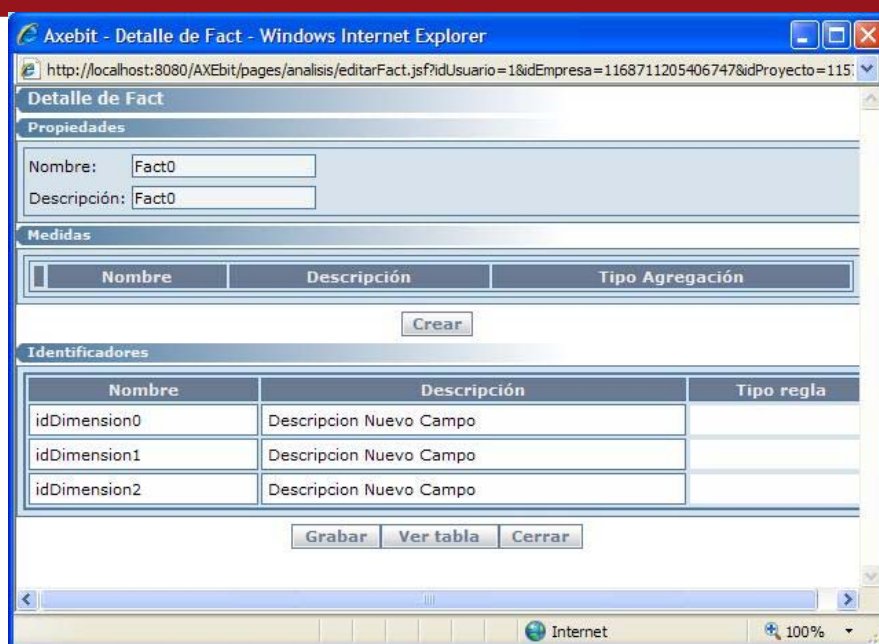 Axebit - Detalle de Fact - Windows Internet Explorer
http://localhost:8080/AXEbit/pages/analisis/editarFact.jsf?idUsuario=1&idEmpresa=1168711205406747&idProyecto=115
Detalle de Fact
Propiedades
Nombre: Fact0
Descripción: Fact0
Medidas
Nombre Descripción Tipo Agregación
Crear
Identificadores
Nombre Descripción Tipo regla
idDimension0 Descripcion Nuevo Campo
idDimension1 Descripcion Nuevo Campo
idDimension2 Descripcion Nuevo Campo
Grabar Ver tabla Cerrar
Internet 100%